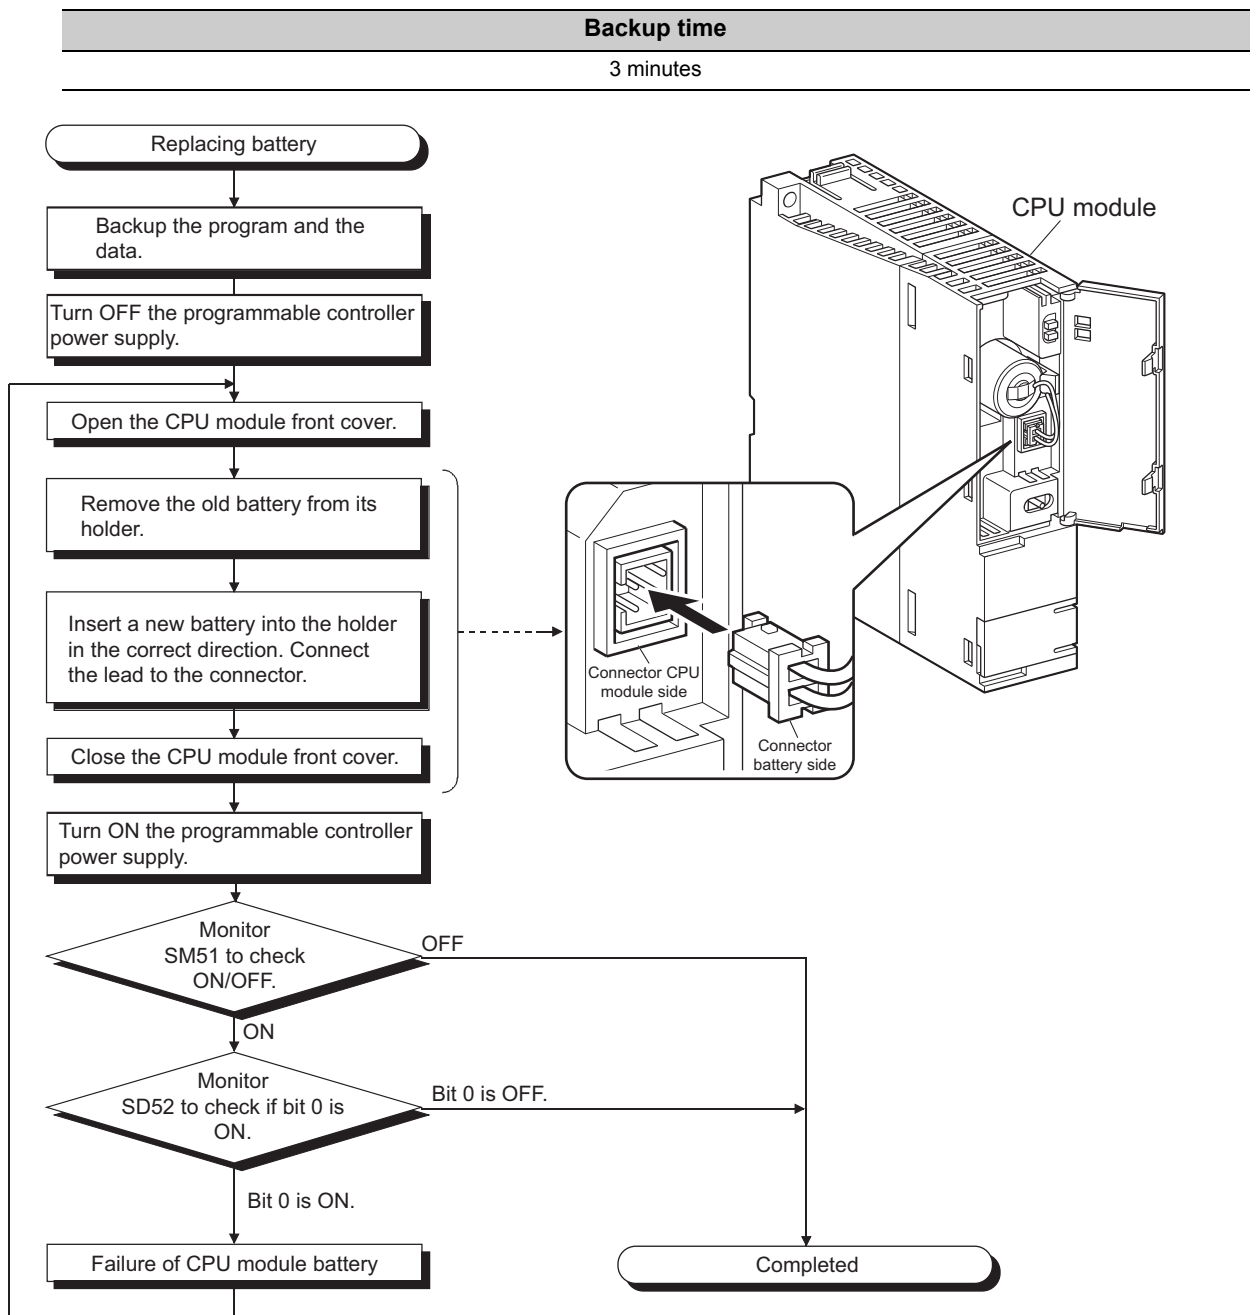 Backup time
3 minutes
Replacing battery
Backup the program and the
data.
Turn OFF the programmable controller
power supply.
Open the CPU module front cover.
Remove the old battery from its
holder.
Insert a new battery into the holder
in the correct direction. Connect
the lead to the connector.
Close the CPU module front cover.
Turn ON the programmable controller
power supply.
Monitor
SM51 to check
ON/OFF.
OFF
ON
Monitor
SD52 to check if bit 0 is
ON.
Bit 0 is OFF.
Bit 0 is ON.
Failure of CPU module battery
Completed
CPU module
Connector CPU
module side
Connector
battery side